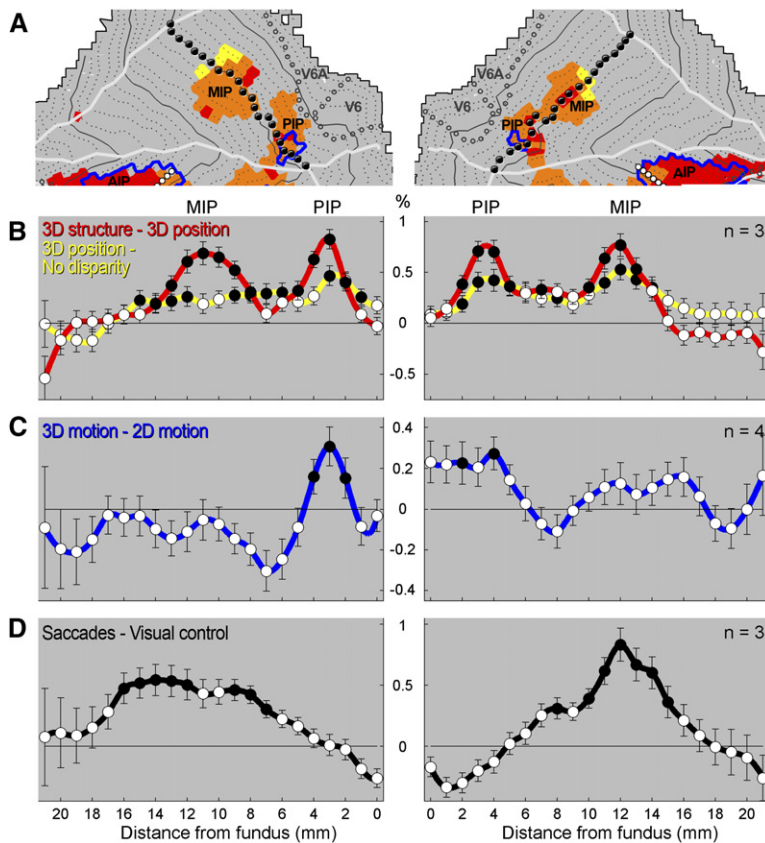 A
V6A
V6
MIP
PIP
AIP
V6A
V6
MIP
PIP
AIP
MIP PIP % PIP MIP
B
3D structure - 3D position
3D position -
No disparity
n = 3
1
0.5
0
-0.5
C
3D motion - 2D motion
n = 4
0.4
0.2
0
-0.2
-0.4
D
Saccades - Visual control
n = 3
1
0.5
0
20 18 16 14 12 10 8 6 4 2 0
0 2 4 6 8 10 12 14 16 18 20
Distance from fundus (mm)
Distance from fundus (mm)